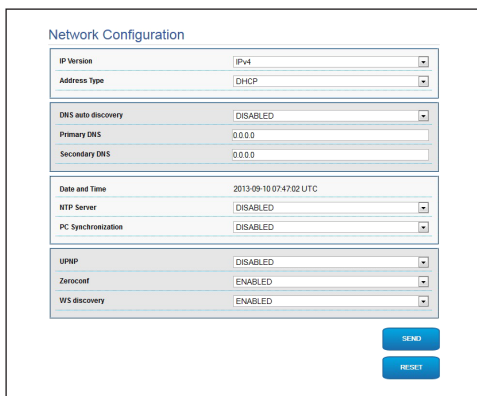 Network Configuration
IP Version IPv4
Address Type DHCP
DNS auto discovery DISABLED
Primary DNS 0.0.0.0
Secondary DNS 0.0.0.0
Date and Time 2013-09-10 07:47:02 UTC
NTP Server DISABLED
PC Synchronization DISABLED
UPNP DISABLED
Zeroconf ENABLED
WS discovery ENABLED
SEND
RESET